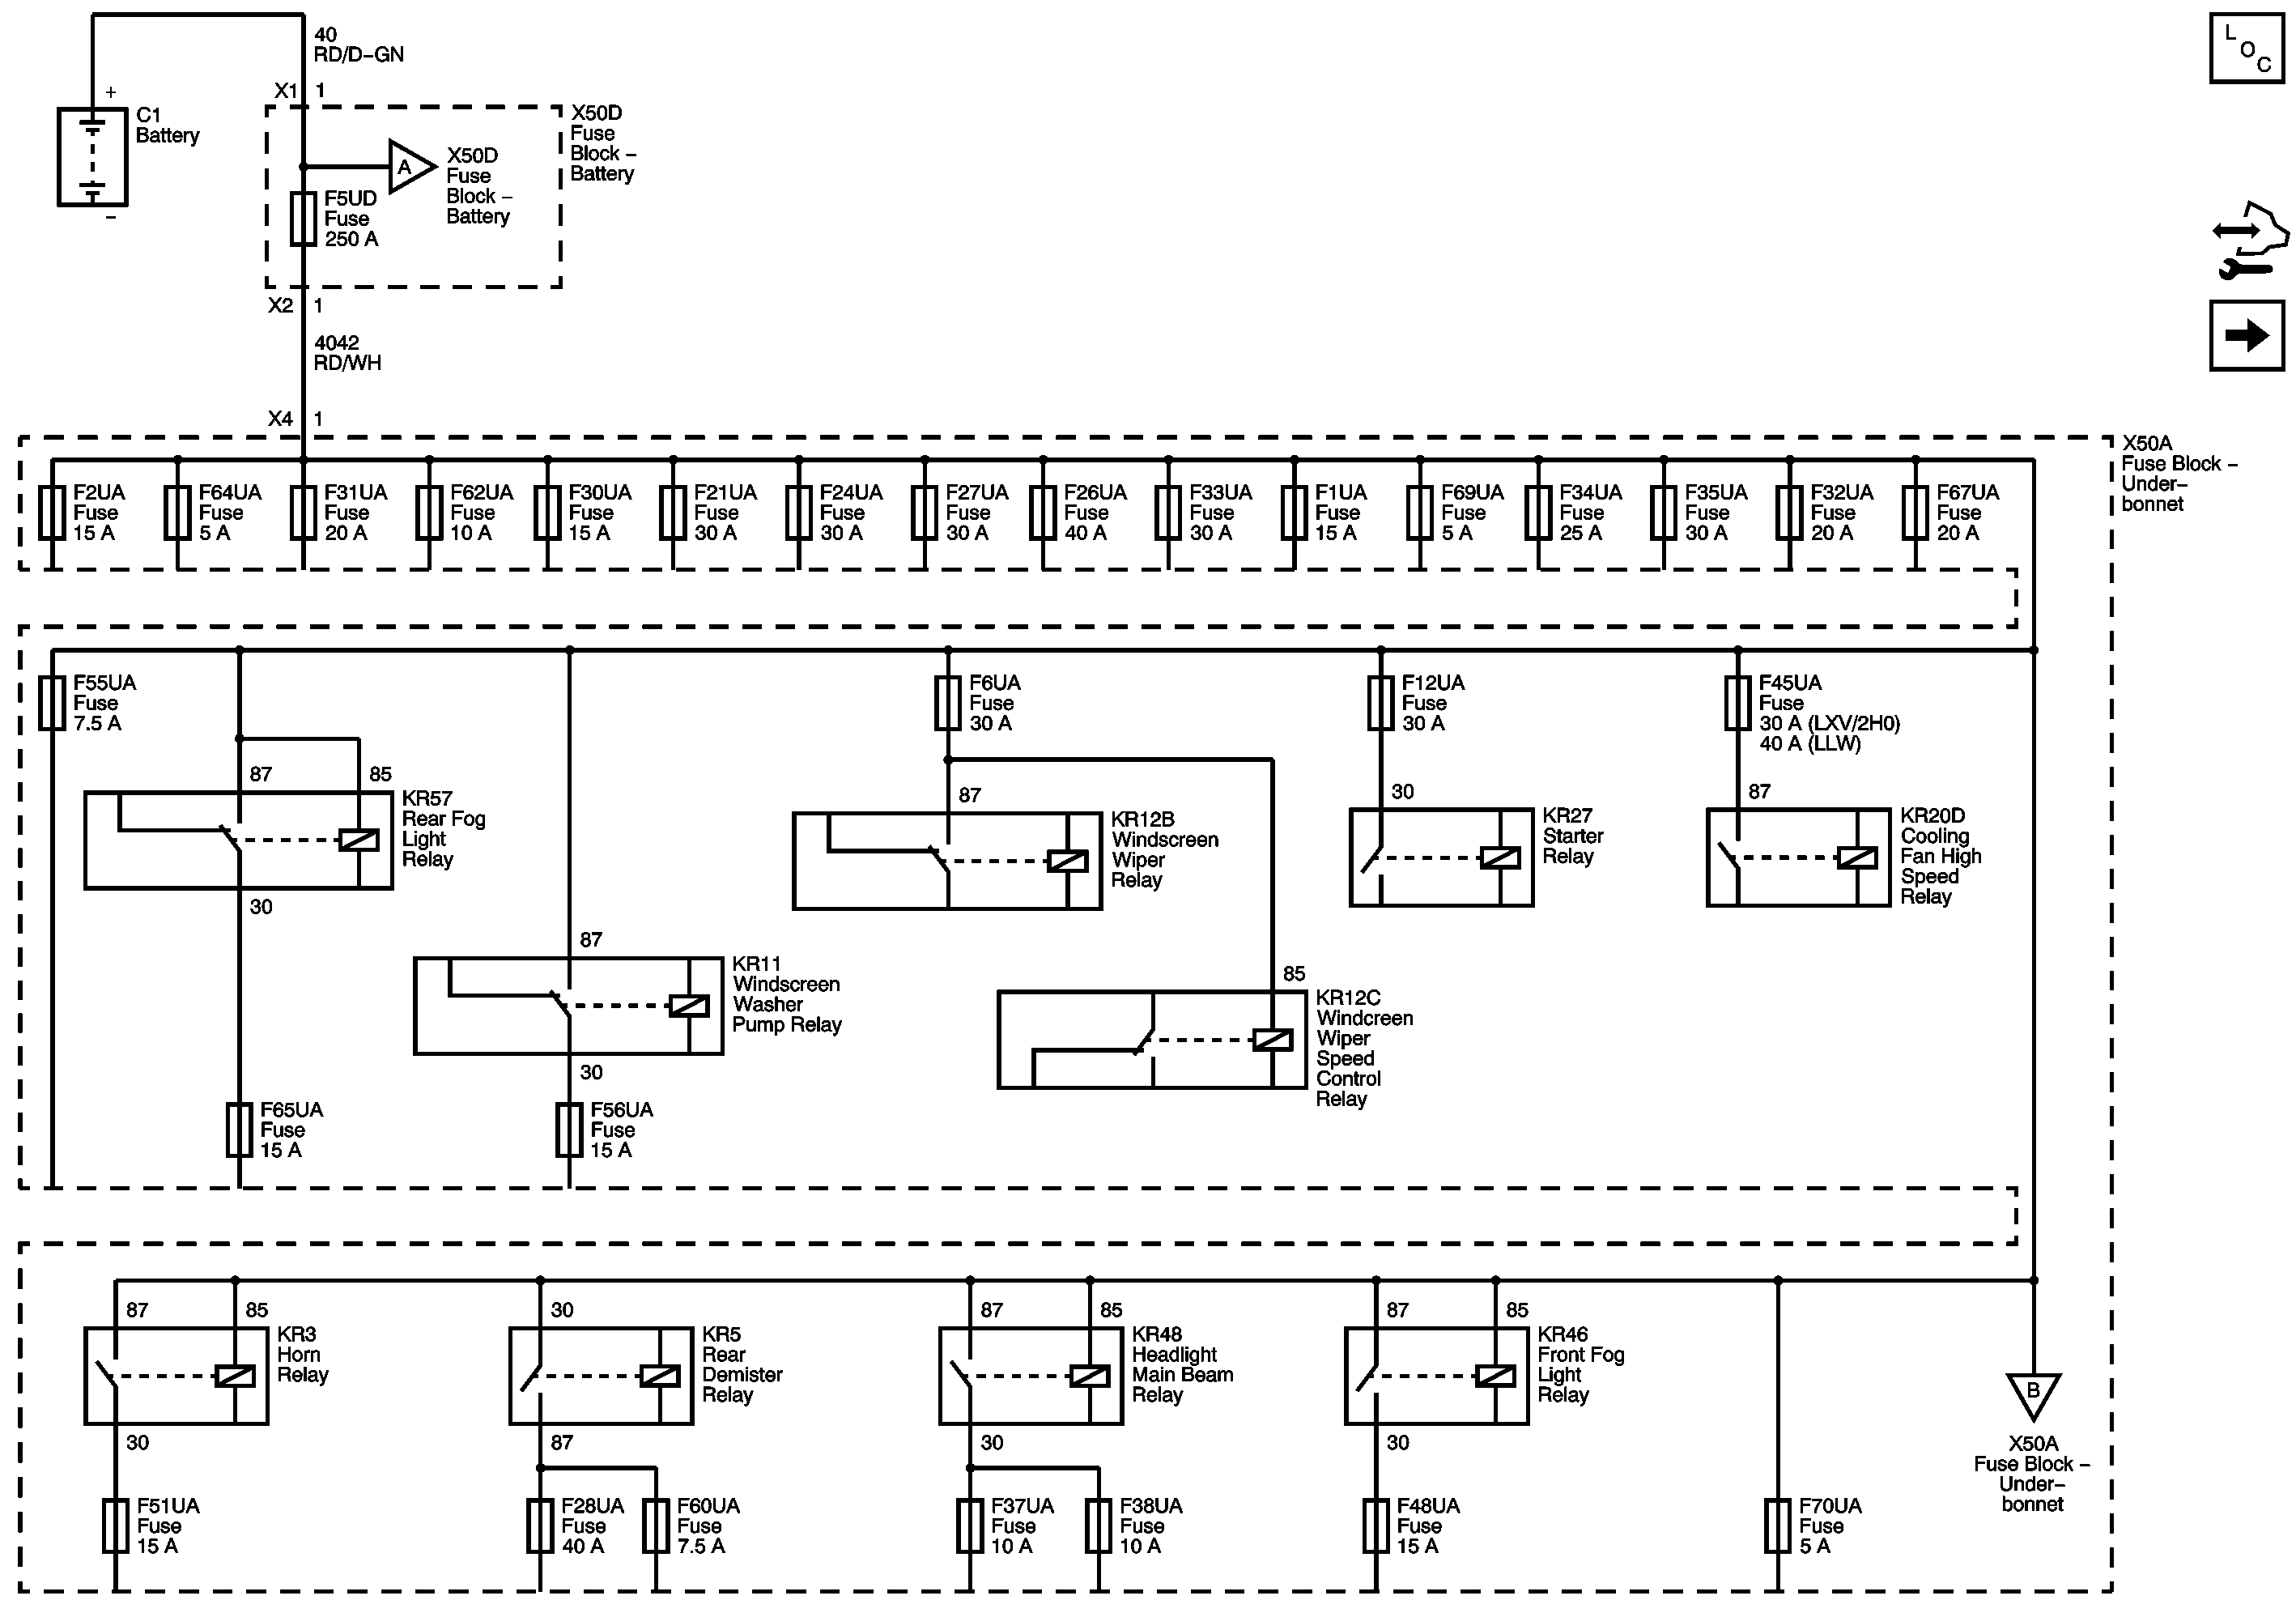 40
RD/D-GN
X1 1
+
C1
Battery
–
X50D
Fuse
Block –
Battery
A
X50D
Fuse
Block –
Battery
F5UD
Fuse
250 A
X2 1
4042
RD/WH
X4 1
L
O
C
X50A
Fuse Block –
Under–
bonnet
F2UA
Fuse
15 A
F64UA
Fuse
5 A
F31UA
Fuse
20 A
F62UA
Fuse
10 A
F30UA
Fuse
15 A
F21UA
Fuse
30 A
F24UA
Fuse
30 A
F27UA
Fuse
30 A
F26UA
Fuse
40 A
F33UA
Fuse
30 A
F1UA
Fuse
15 A
F69UA
Fuse
5 A
F34UA
Fuse
25 A
F35UA
Fuse
30 A
F32UA
Fuse
20 A
F67UA
Fuse
20 A
F55UA
Fuse
7.5 A
F6UA
Fuse
30 A
F12UA
Fuse
30 A
F45UA
Fuse
30 A (LXV/2H0)
40 A (LLW)
87
85
KR57
Rear Fog
Light
Relay
30
87
KR12B
Windscreen
Wiper
Relay
30
KR27
Starter
Relay
87
KR20D
Cooling
Fan High
Speed
Relay
87
KR11
Windscreen
Washer
Pump Relay
30
85
KR12C
Windcreen
Wiper
Speed
Control
Relay
F65UA
Fuse
15 A
F56UA
Fuse
15 A
87
85
KR3
Horn
Relay
30
30
KR5
Rear
Demister
Relay
87
87
85
KR48
Headlight
Main Beam
Relay
30
87
85
KR46
Front Fog
Light
Relay
30
B
X50A
Fuse Block –
Under–
bonnet
F51UA
Fuse
15 A
F28UA
Fuse
40 A
F60UA
Fuse
7.5 A
F37UA
Fuse
10 A
F38UA
Fuse
10 A
F48UA
Fuse
15 A
F70UA
Fuse
5 A